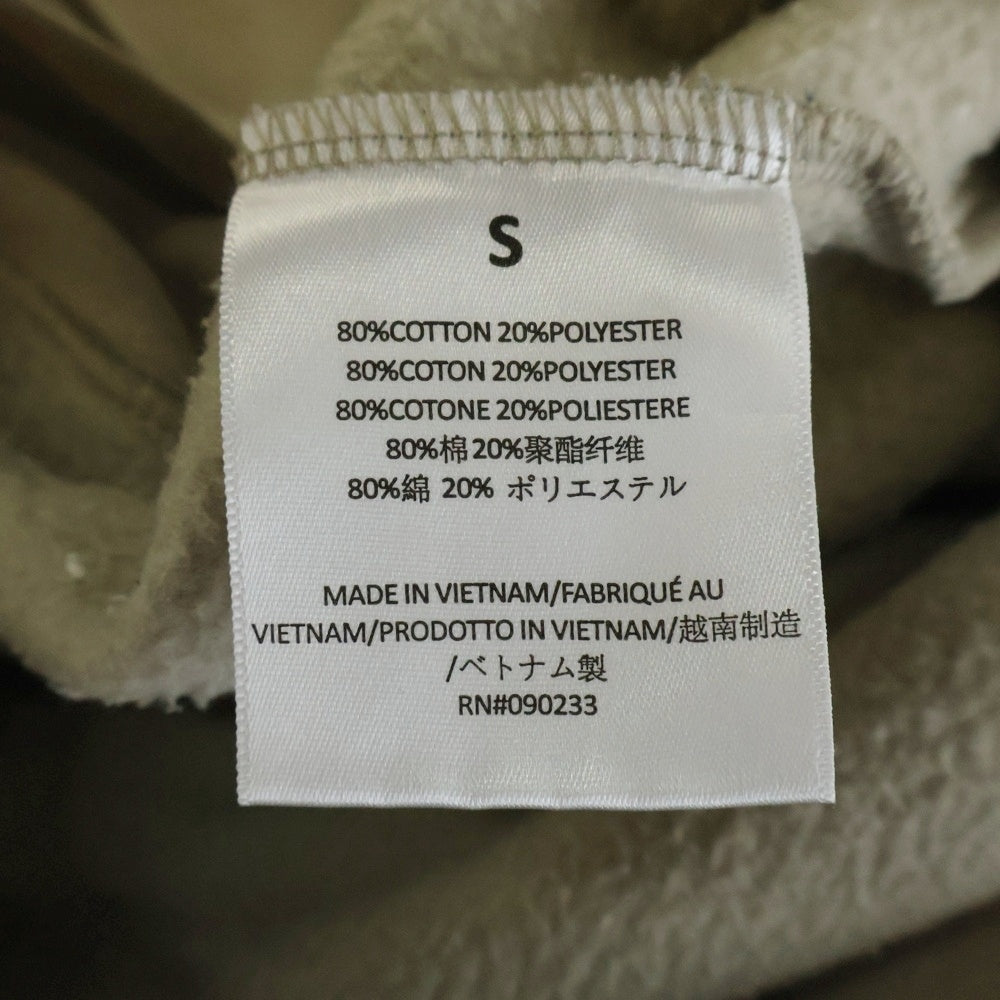 S
80%COTTON 20%POLYESTER
80%COTON 20%POLYESTER
80%COTONE 20%POLIESTERE
80%棉20%聚酯纤维
80%綿 20% ポリエステル
MADE IN VIETNAM/FABRIQUÉ AU
VIETNAM/PRODOTTO IN VIETNAM/越南制造
/ベトナム製
RN#090233